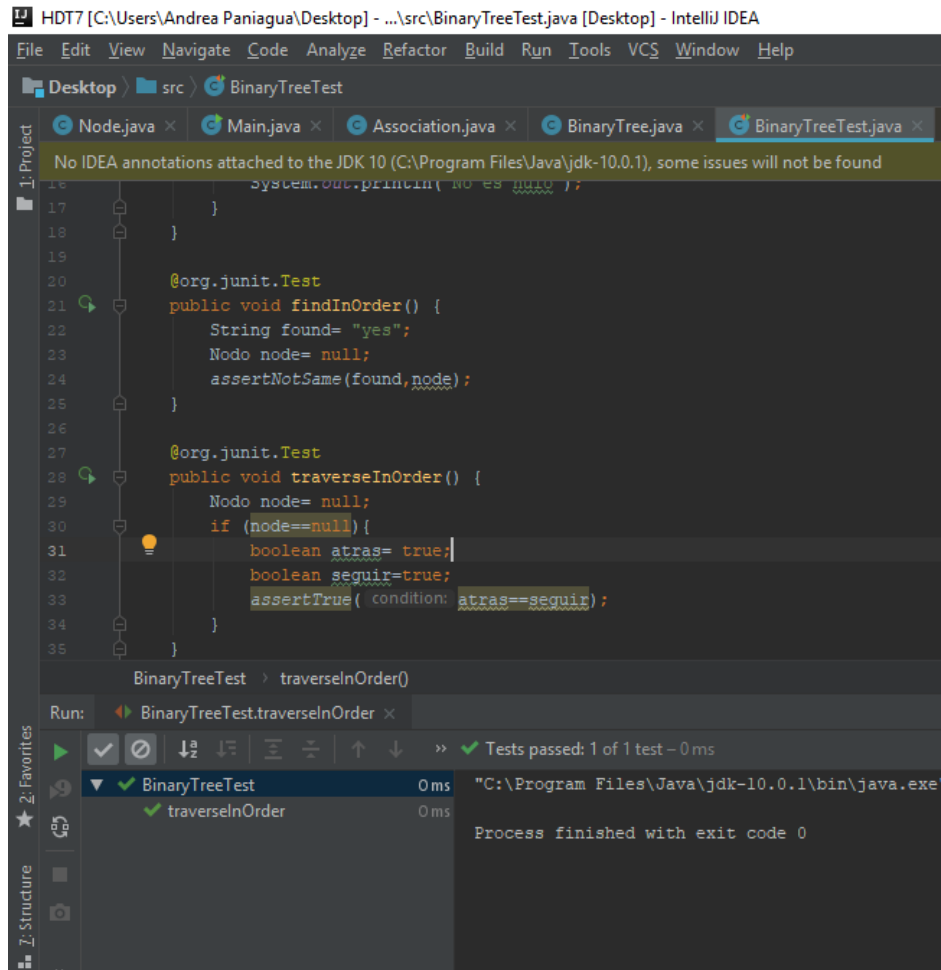 HDT7 [C:\Users\Andrea Paniagua\Desktop] - ...\src\BinaryTreeTest.java [Desktop] - IntelliJ IDEA
File Edit View Navigate Code Analyze Refactor Build Run Tools VCS Window Help
Desktop src BinaryTreeTest
Node.java Main.java Association.java BinaryTree.java BinaryTreeTest.java
1: Project
No IDEA annotations attached to the JDK 10 (C:\Program Files\Java\jdk-10.0.1), some issues will not be found
16 System.out.println("No es nulo");
17 }
18 }
19
20 @org.junit.Test
21 public void findInOrder() {
22 String found= "yes";
23 Nodo node= null;
24 assertNotSame(found,node);
25 }
26
27 @org.junit.Test
28 public void traverseInOrder() {
29 Nodo node= null;
30 if (node==null){
31 boolean atras= true;
32 boolean seguir=true;
33 assertTrue( condition: atras==seguir);
34 }
35 }
BinaryTreeTest > traverseInOrder()
Run: BinaryTreeTest.traverseInOrder
» Tests passed: 1 of 1 test – 0 ms
BinaryTreeTest 0 ms "C:\Program Files\Java\jdk-10.0.1\bin\java.exe"
traverseInOrder 0 ms
Process finished with exit code 0
2: Favorites
7: Structure